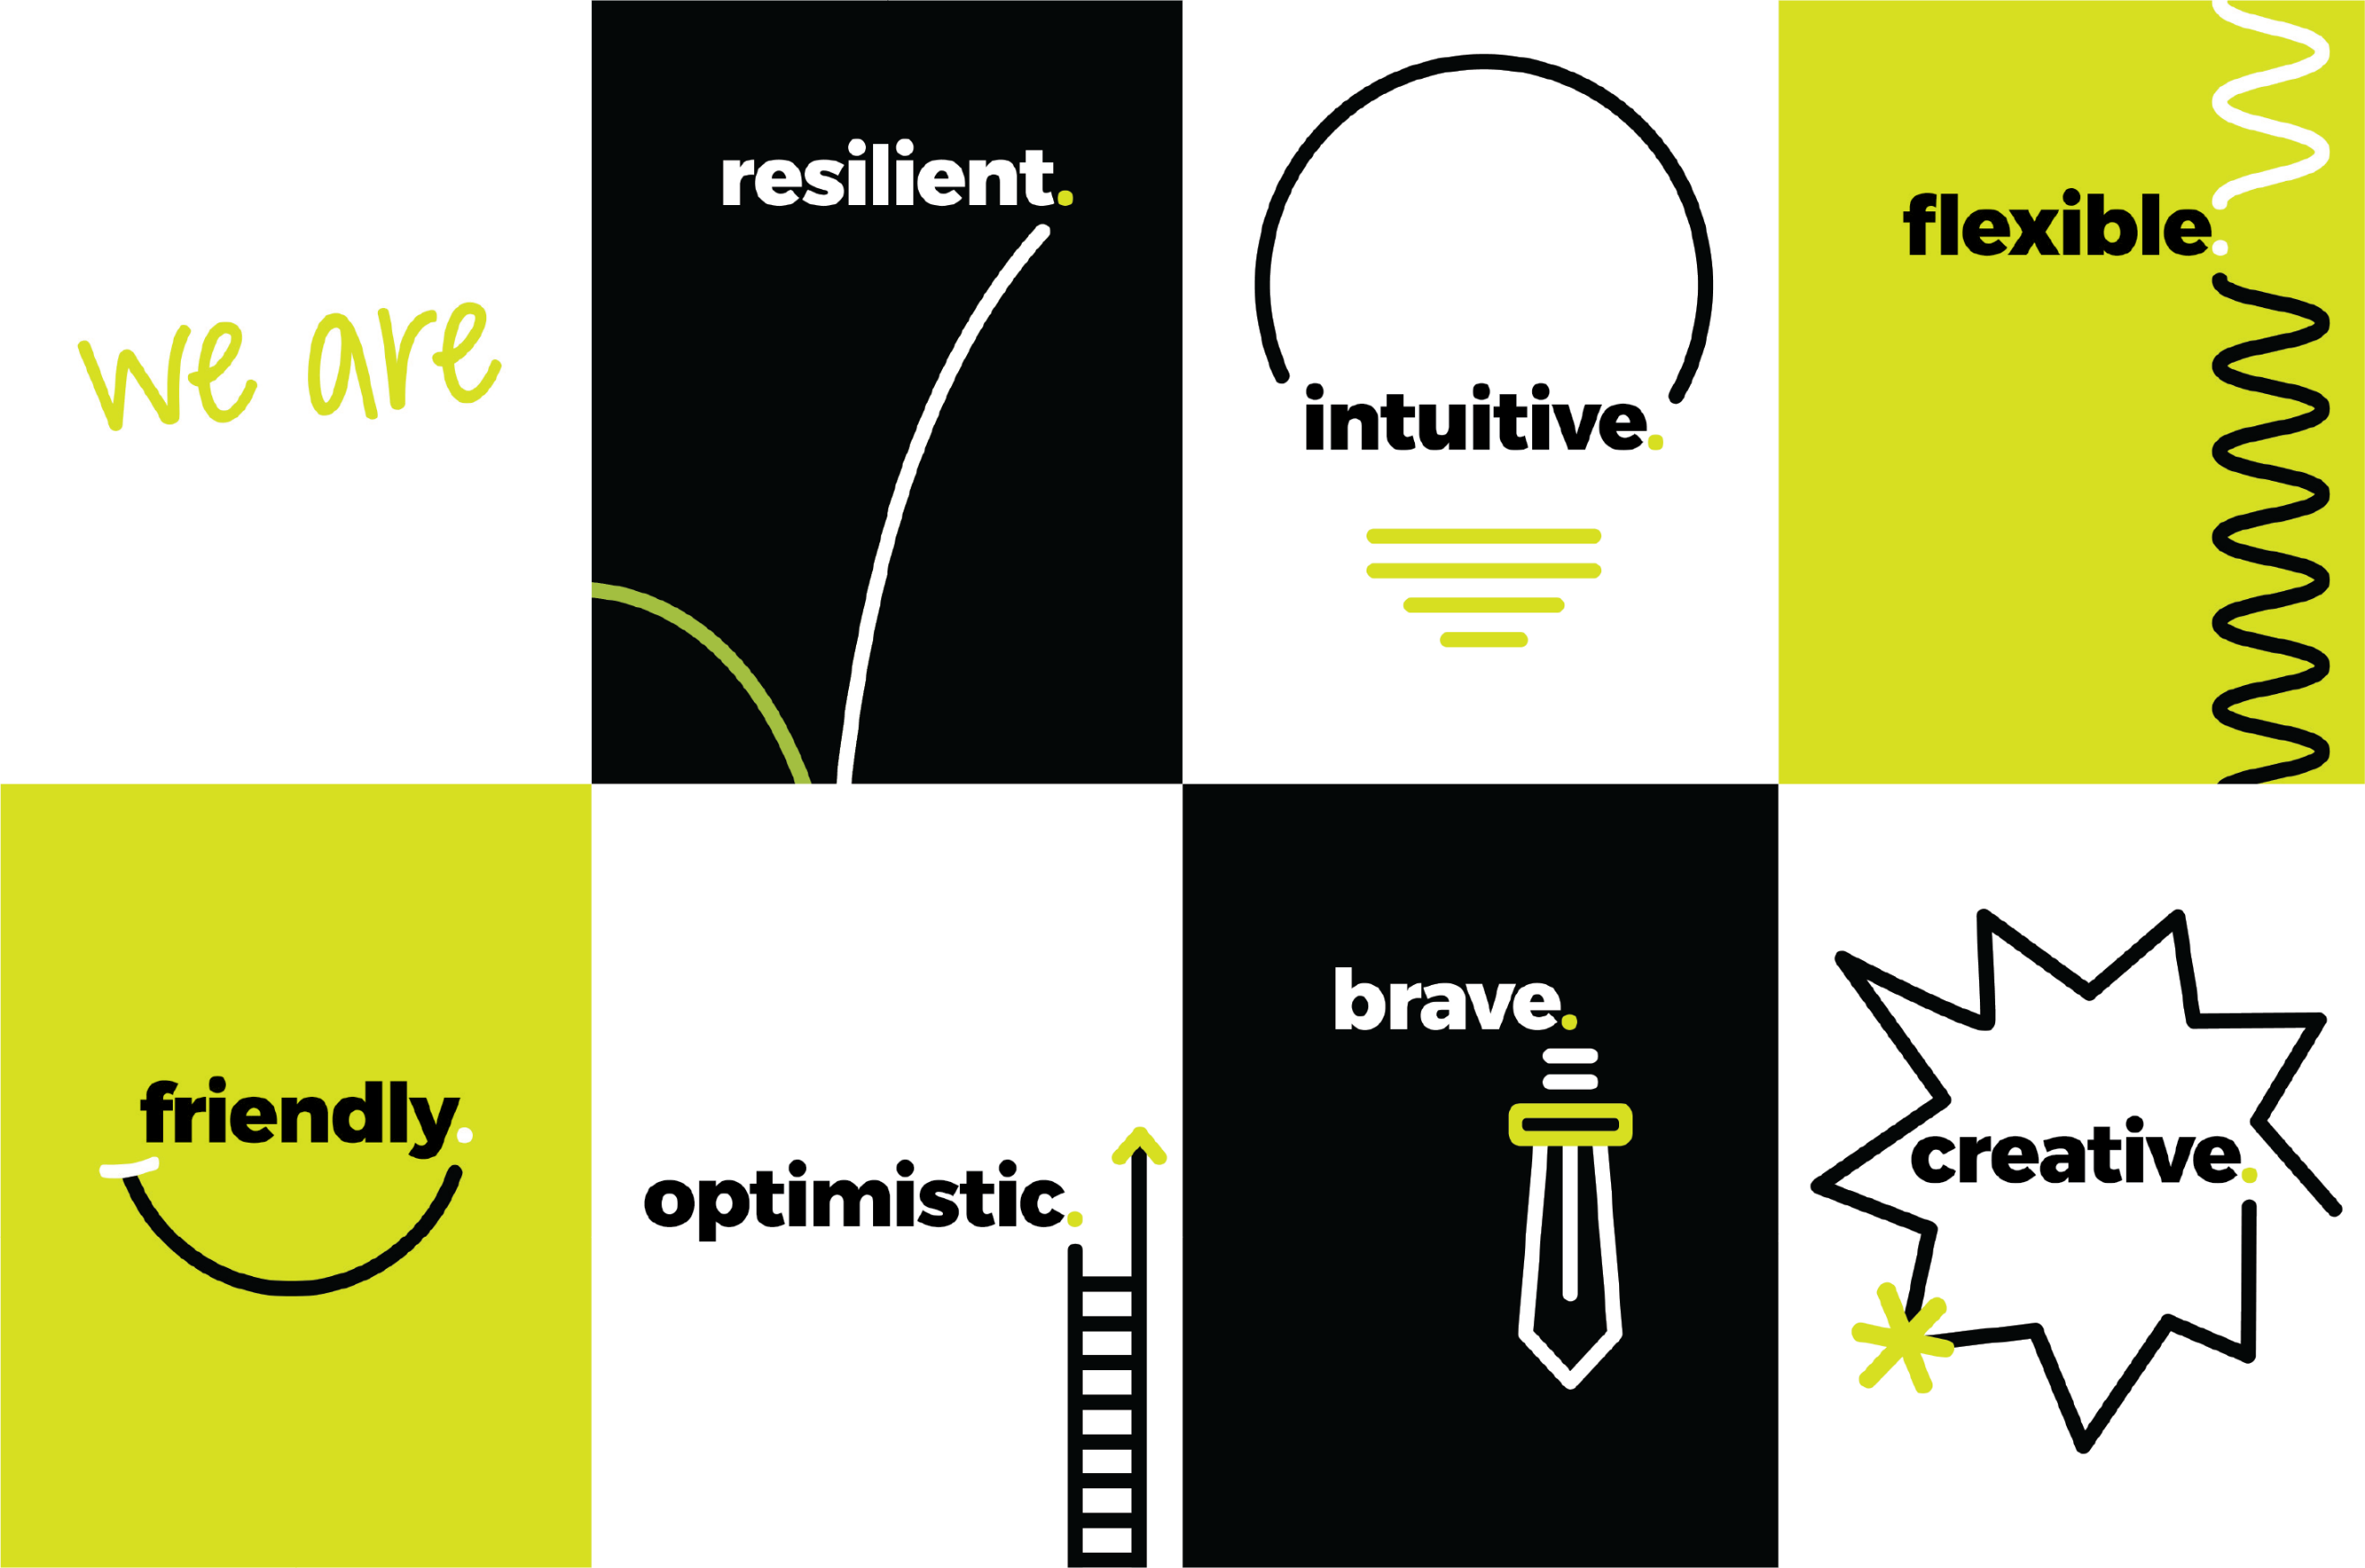 we are
resilient.
intuitive.
flexible.
friendly.
optimistic.
brave.
creative.